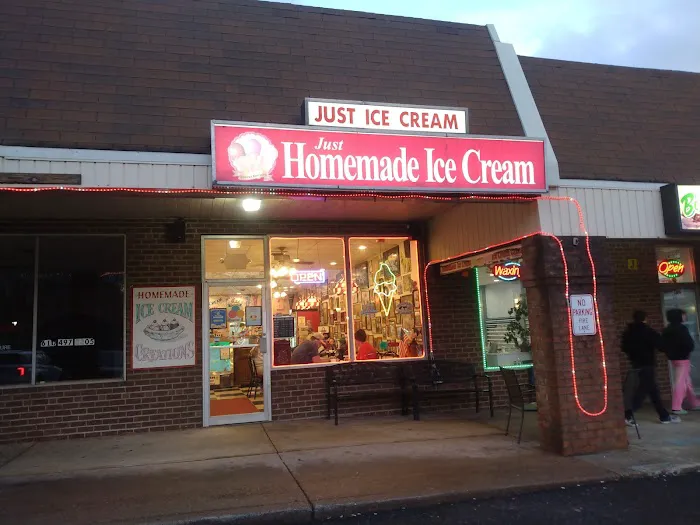 JUST ICE CREAM
Just
Homemade Ice Cream
OPEN
WaxiN
Open
HOMEMADE
ICE CREAM
CREATIONS
NO
PARKING
FIRE
LANE